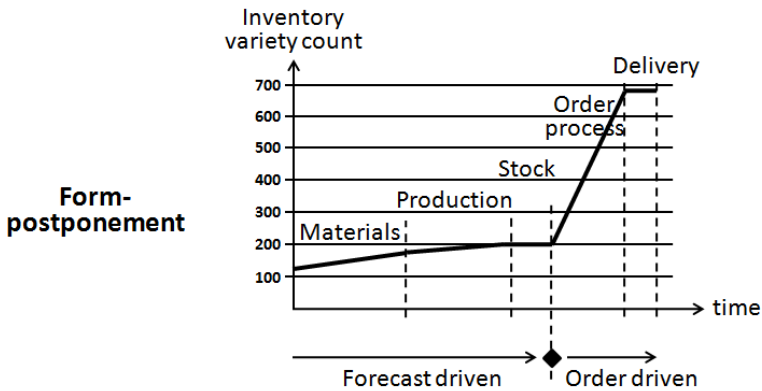 Inventory
variety count
Delivery
700
600
500
400
300
200
100
Order
process
Stock
Production
Materials
Form-
postponement
time
Forecast driven
Order driven